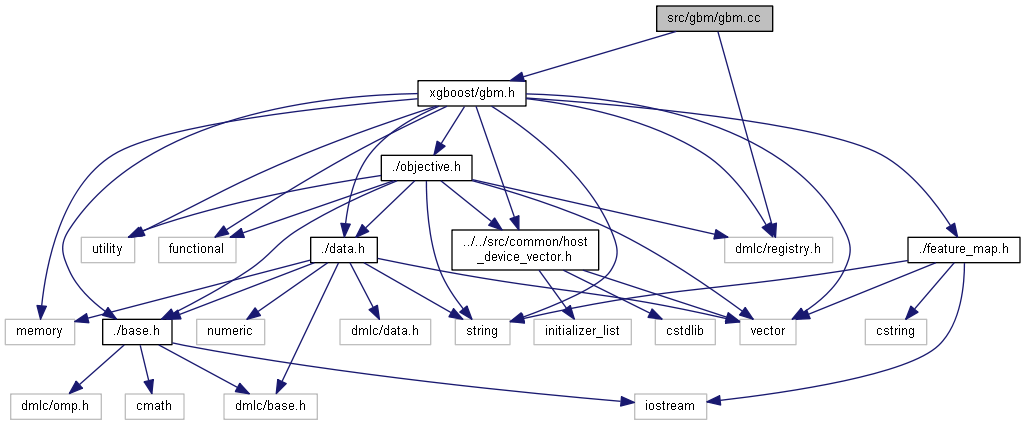 src/gbm/gbm.cc
xgboost/gbm.h
./objective.h
utility
functional
./data.h
../../src/common/host
_device_vector.h
dmlc/registry.h
./feature_map.h
memory
./base.h
numeric
dmlc/data.h
string
initializer_list
cstdlib
vector
cstring
dmlc/omp.h
cmath
dmlc/base.h
iostream